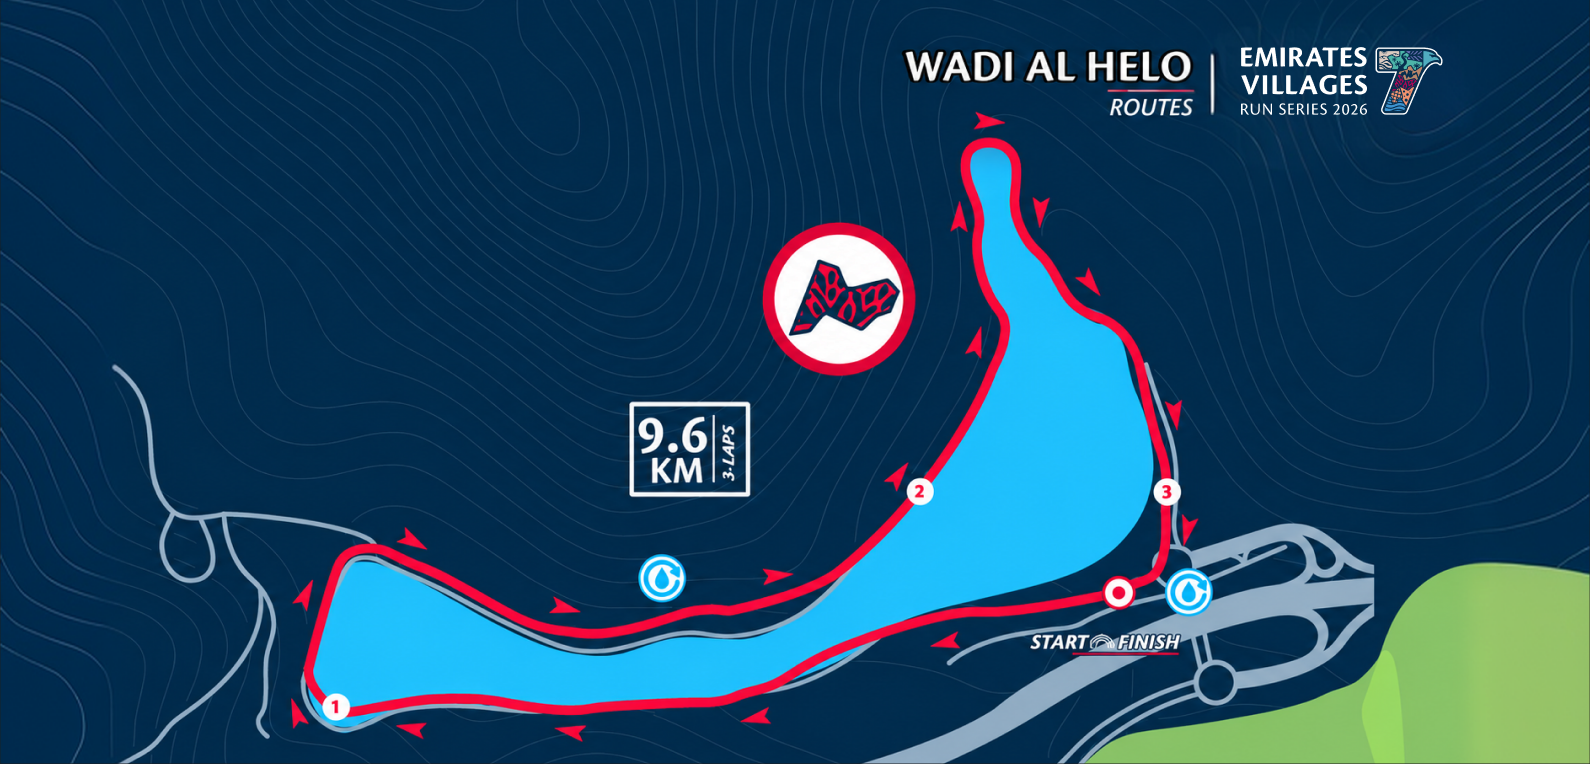 WADI AL HELO
ROUTES
EMIRATES
VILLAGES
RUN SERIES 2026
9.6
KM
3-LAPS
2
3
1
START FINISH